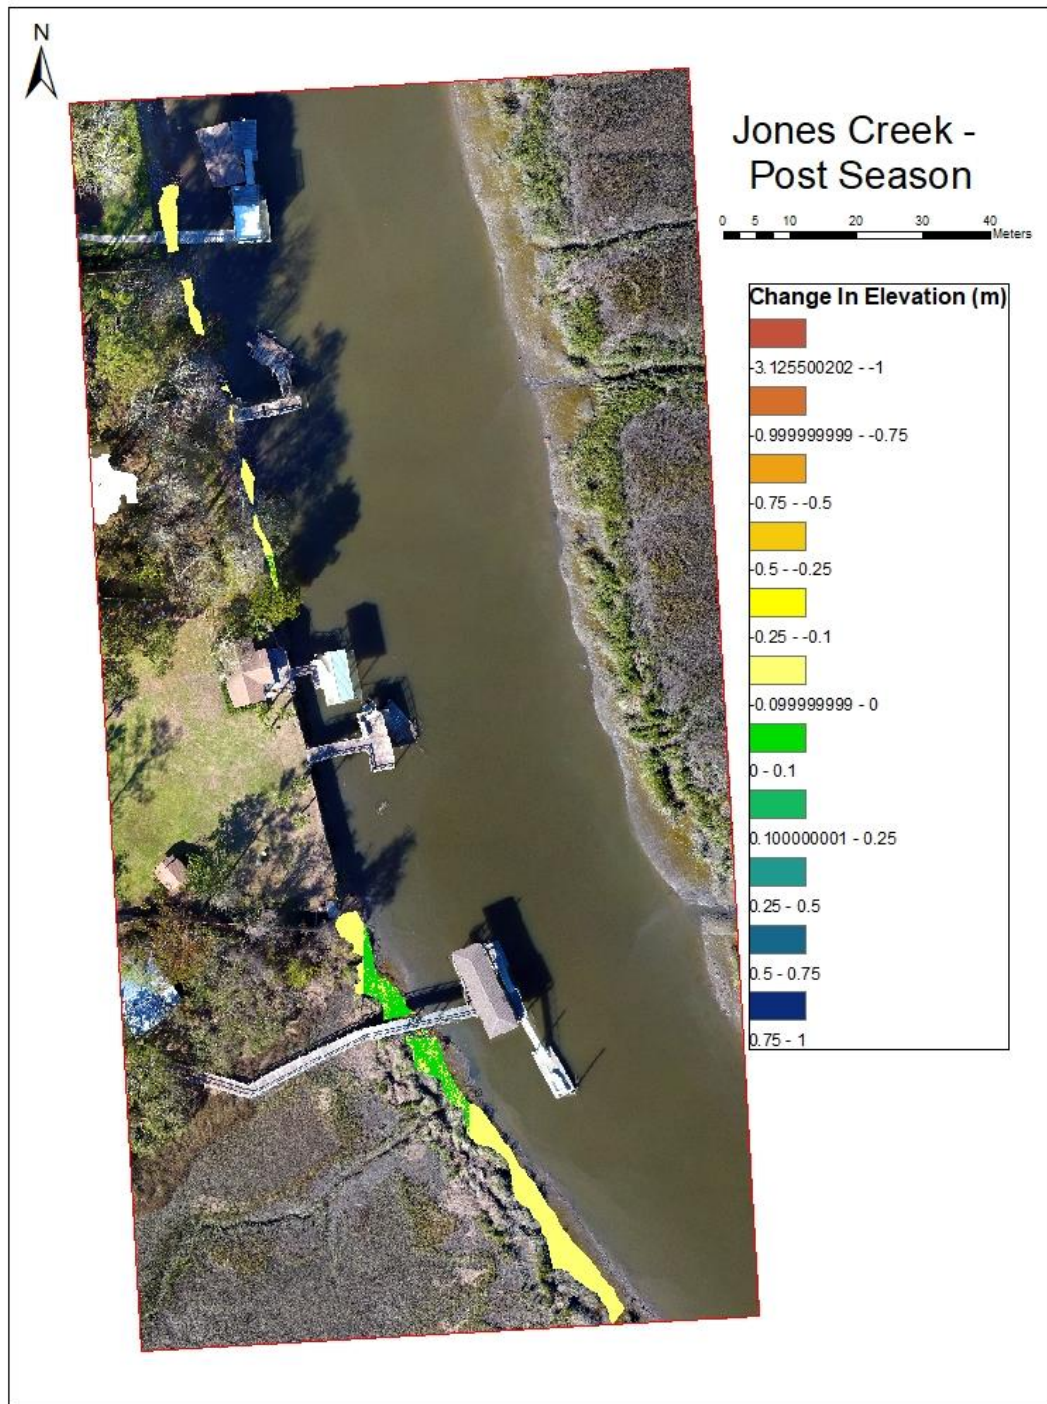 N
Jones Creek -
Post Season
0 5 10 20 30 40
Meters
Change In Elevation (m)
-3.125500202 - -1
-0.999999999 - -0.75
-0.75 - -0.5
-0.5 - -0.25
-0.25 - -0.1
-0.099999999 - 0
0 - 0.1
0.100000001 - 0.25
0.25 - 0.5
0.5 - 0.75
0.75 - 1